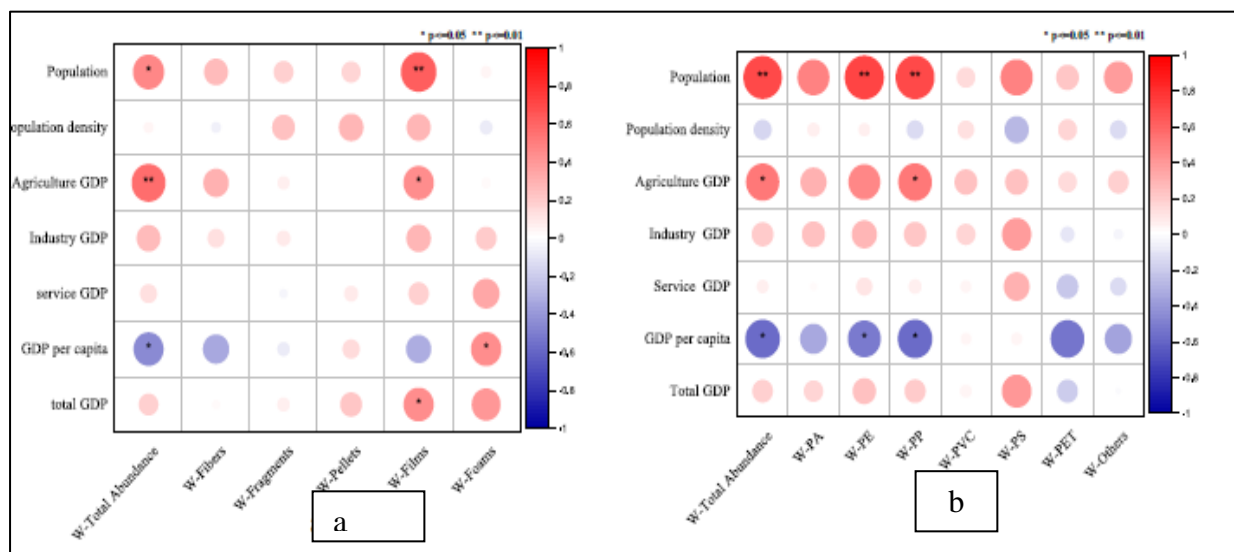 * p<=0.05 ** p<=0.01
Population
opulation density
Agriculture GDP
Industry GDP
service GDP
GDP per capita
total GDP
* ** *
** *
* *
*
1
0.8
0.6
0.4
0.2
0
-0.2
-0.4
-0.6
-0.8
-1
W-Total Abundance
W-Fibers
W-Fragments
W-Pellets
W-Films
W-Foams
a
* p<=0.05 ** p<=0.01
Population
Population density
Agriculture GDP
Industry GDP
Service GDP
GDP per capita
Total GDP
** ** **
* *
* * *
1
0,8
0,6
0,4
0,2
0
-0,2
-0,4
-0,6
-0,8
-1
W-Total Abundance
W-PA
W-PE
W-PP
W-PVC
W-PS
W-PET
W-Others
b